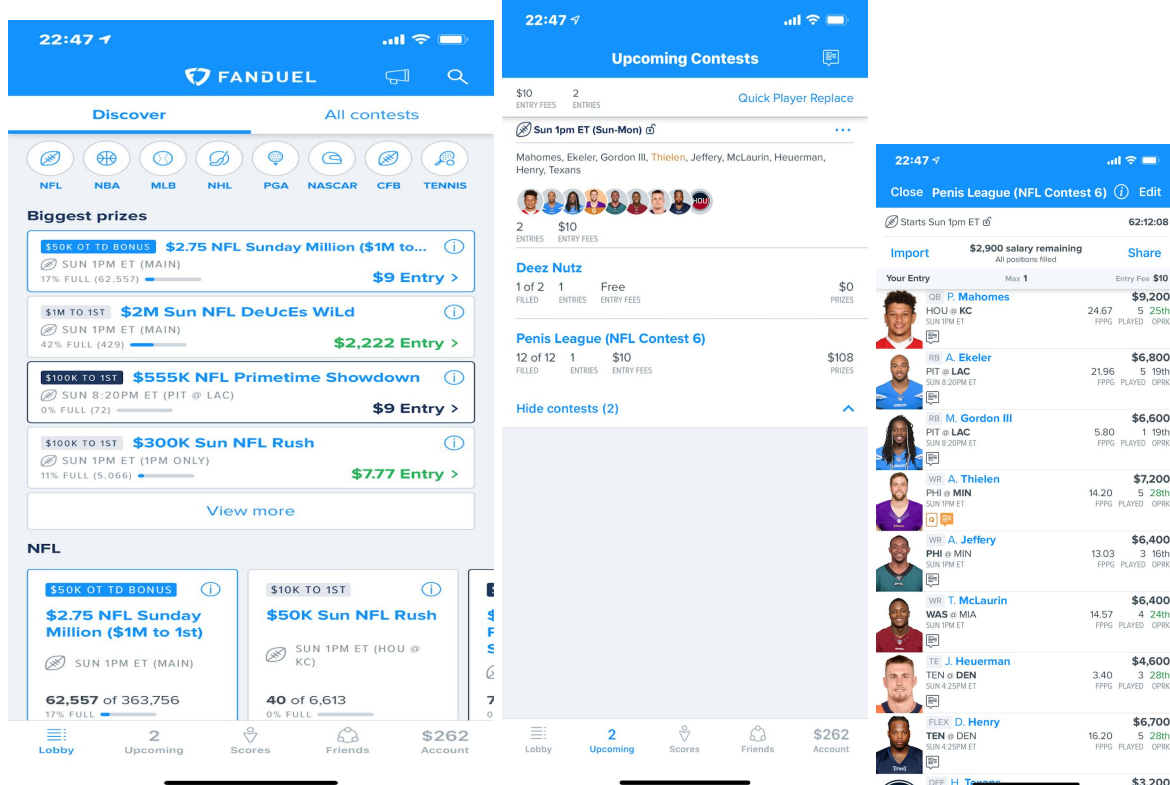 22:47
FANDUEL
Discover
All contests
NFL NBA MLB NHL PGA NASCAR CFB TENNIS
Biggest prizes
$50K OT TD BONUS $2.75 NFL Sunday Million ($1M to...
SUN 1PM ET (MAIN)
17% FULL (62,557) $9 Entry >
$1M TO 1ST $2M Sun NFL DeUcEs WiLd
SUN 1PM ET (MAIN)
42% FULL (429) $2,222 Entry >
$100K TO 1ST $555K NFL Primetime Showdown
SUN 8:20PM ET (PIT @ LAC)
0% FULL (72) $9 Entry >
$100K TO 1ST $300K Sun NFL Rush
SUN 1PM ET (1PM ONLY)
11% FULL (5,066) $7.77 Entry >
View more
NFL
$50K OT TD BONUS
$2.75 NFL Sunday
Million ($1M to 1st)
SUN 1PM ET (MAIN)
62,557 of 363,756
17% FULL
$10K TO 1ST
$50K Sun NFL Rush
SUN 1PM ET (HOU @
KC)
40 of 6,613
0% FULL
Lobby
2
Upcoming
Scores
Friends
$262
Account
22:47
Upcoming Contests
$10 2
ENTRY FEES ENTRIES
Quick Player Replace
Sun 1pm ET (Sun-Mon)
Mahomes, Ekeler, Gordon III, Thielen, Jeffery, McLaurin, Heuerman,
Henry, Texans
HOU
2 $10
ENTRIES ENTRY FEES
Deez Nutz
1 of 2 1 Free $0
FILLED ENTRIES ENTRY FEES PRIZES
Penis League (NFL Contest 6)
12 of 12 1 $10 $108
FILLED ENTRIES ENTRY FEES PRIZES
Hide contests (2)
Lobby
2
Upcoming
Scores
Friends
$262
Account
22:47
Close Penis League (NFL Contest 6) Edit
Starts Sun 1pm ET 62:12:08
Import $2,900 salary remaining Share
All positions filled
Your Entry Max 1 Entry Fee $10
QB P. Mahomes $9,200
HOU @ KC 24.67 5 25th
SUN 1PM ET FPPG PLAYED OPRK
RB A. Ekeler $6,800
PIT @ LAC 21.96 5 19th
SUN 8:20PM ET FPPG PLAYED OPRK
RB M. Gordon III $6,600
PIT @ LAC 5.80 1 19th
SUN 8:20PM ET FPPG PLAYED OPRK
WR A. Thielen $7,200
PHI @ MIN 14.20 5 28th
SUN 1PM ET FPPG PLAYED OPRK
Q
WR A. Jeffery $6,400
PHI @ MIN 13.03 3 16th
SUN 1PM ET FPPG PLAYED OPRK
WR T. McLaurin $6,400
WAS @ MIA 14.57 4 24th
SUN 1PM ET FPPG PLAYED OPRK
TE J. Heuerman $4,600
TEN @ DEN 3.40 3 28th
SUN 4:25PM ET FPPG PLAYED OPRK
FLEX D. Henry $6,700
TEN @ DEN 16.20 5 28th
SUN 4:25PM ET FPPG PLAYED OPRK
DEF H. Texans $3,200